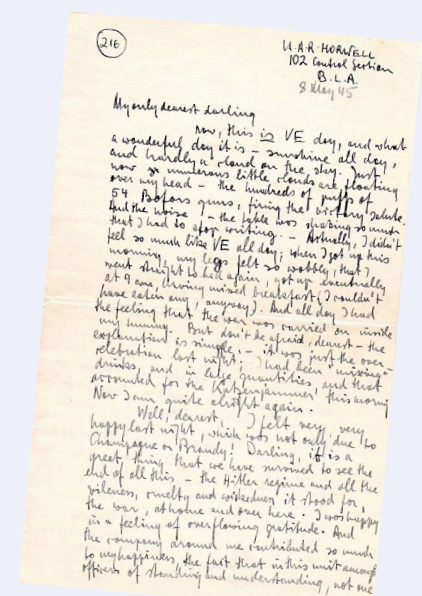 216
H.A.R. HORWELL
102 Control Section
B.L.A.
8 May 45
My only dearest darling
now, this is VE day, and what
a wonderful day it is – sunshine all day,
and hardly a cloud on the sky. Just
now numerous little clouds are floating
over my head – the hundreds of puffs of
54 Bofors guns, firing the victory salute.
And the noise – the table was shaking so much
that I had to stop writing. – Actually, I didn't
feel so much like VE all day; when I got up this
morning, my legs felt so wobbly, that I
went straight to bed again, got up eventually
at 9 a.m., having missed breakfast (I couldn't
have eaten any, anyway). And all day I had
the feeling that the war was carried on inside
my tummy. But don't be afraid, dearest – the
explanation is simple, – it was just the over
celebration last night; I had been "mixing"
drinks, and in large quantities, and that
accounted for the Katzenjammer this morning
Now I am quite alright again.
Well, dearest, I felt very, very
happy last night, which was not only due to
Champagne or Brandy! Darling, it is a
great thing that we have survived to see the
end of all this – the Hitler regime and all the
vileness, cruelty and wickedness it stood for,
the war, at home and over here. I was happy
in a feeling of overflowing gratitude. And
the company around me contributed so much
to my happiness, the fact that in this unit among
officers of standing and understanding, not one